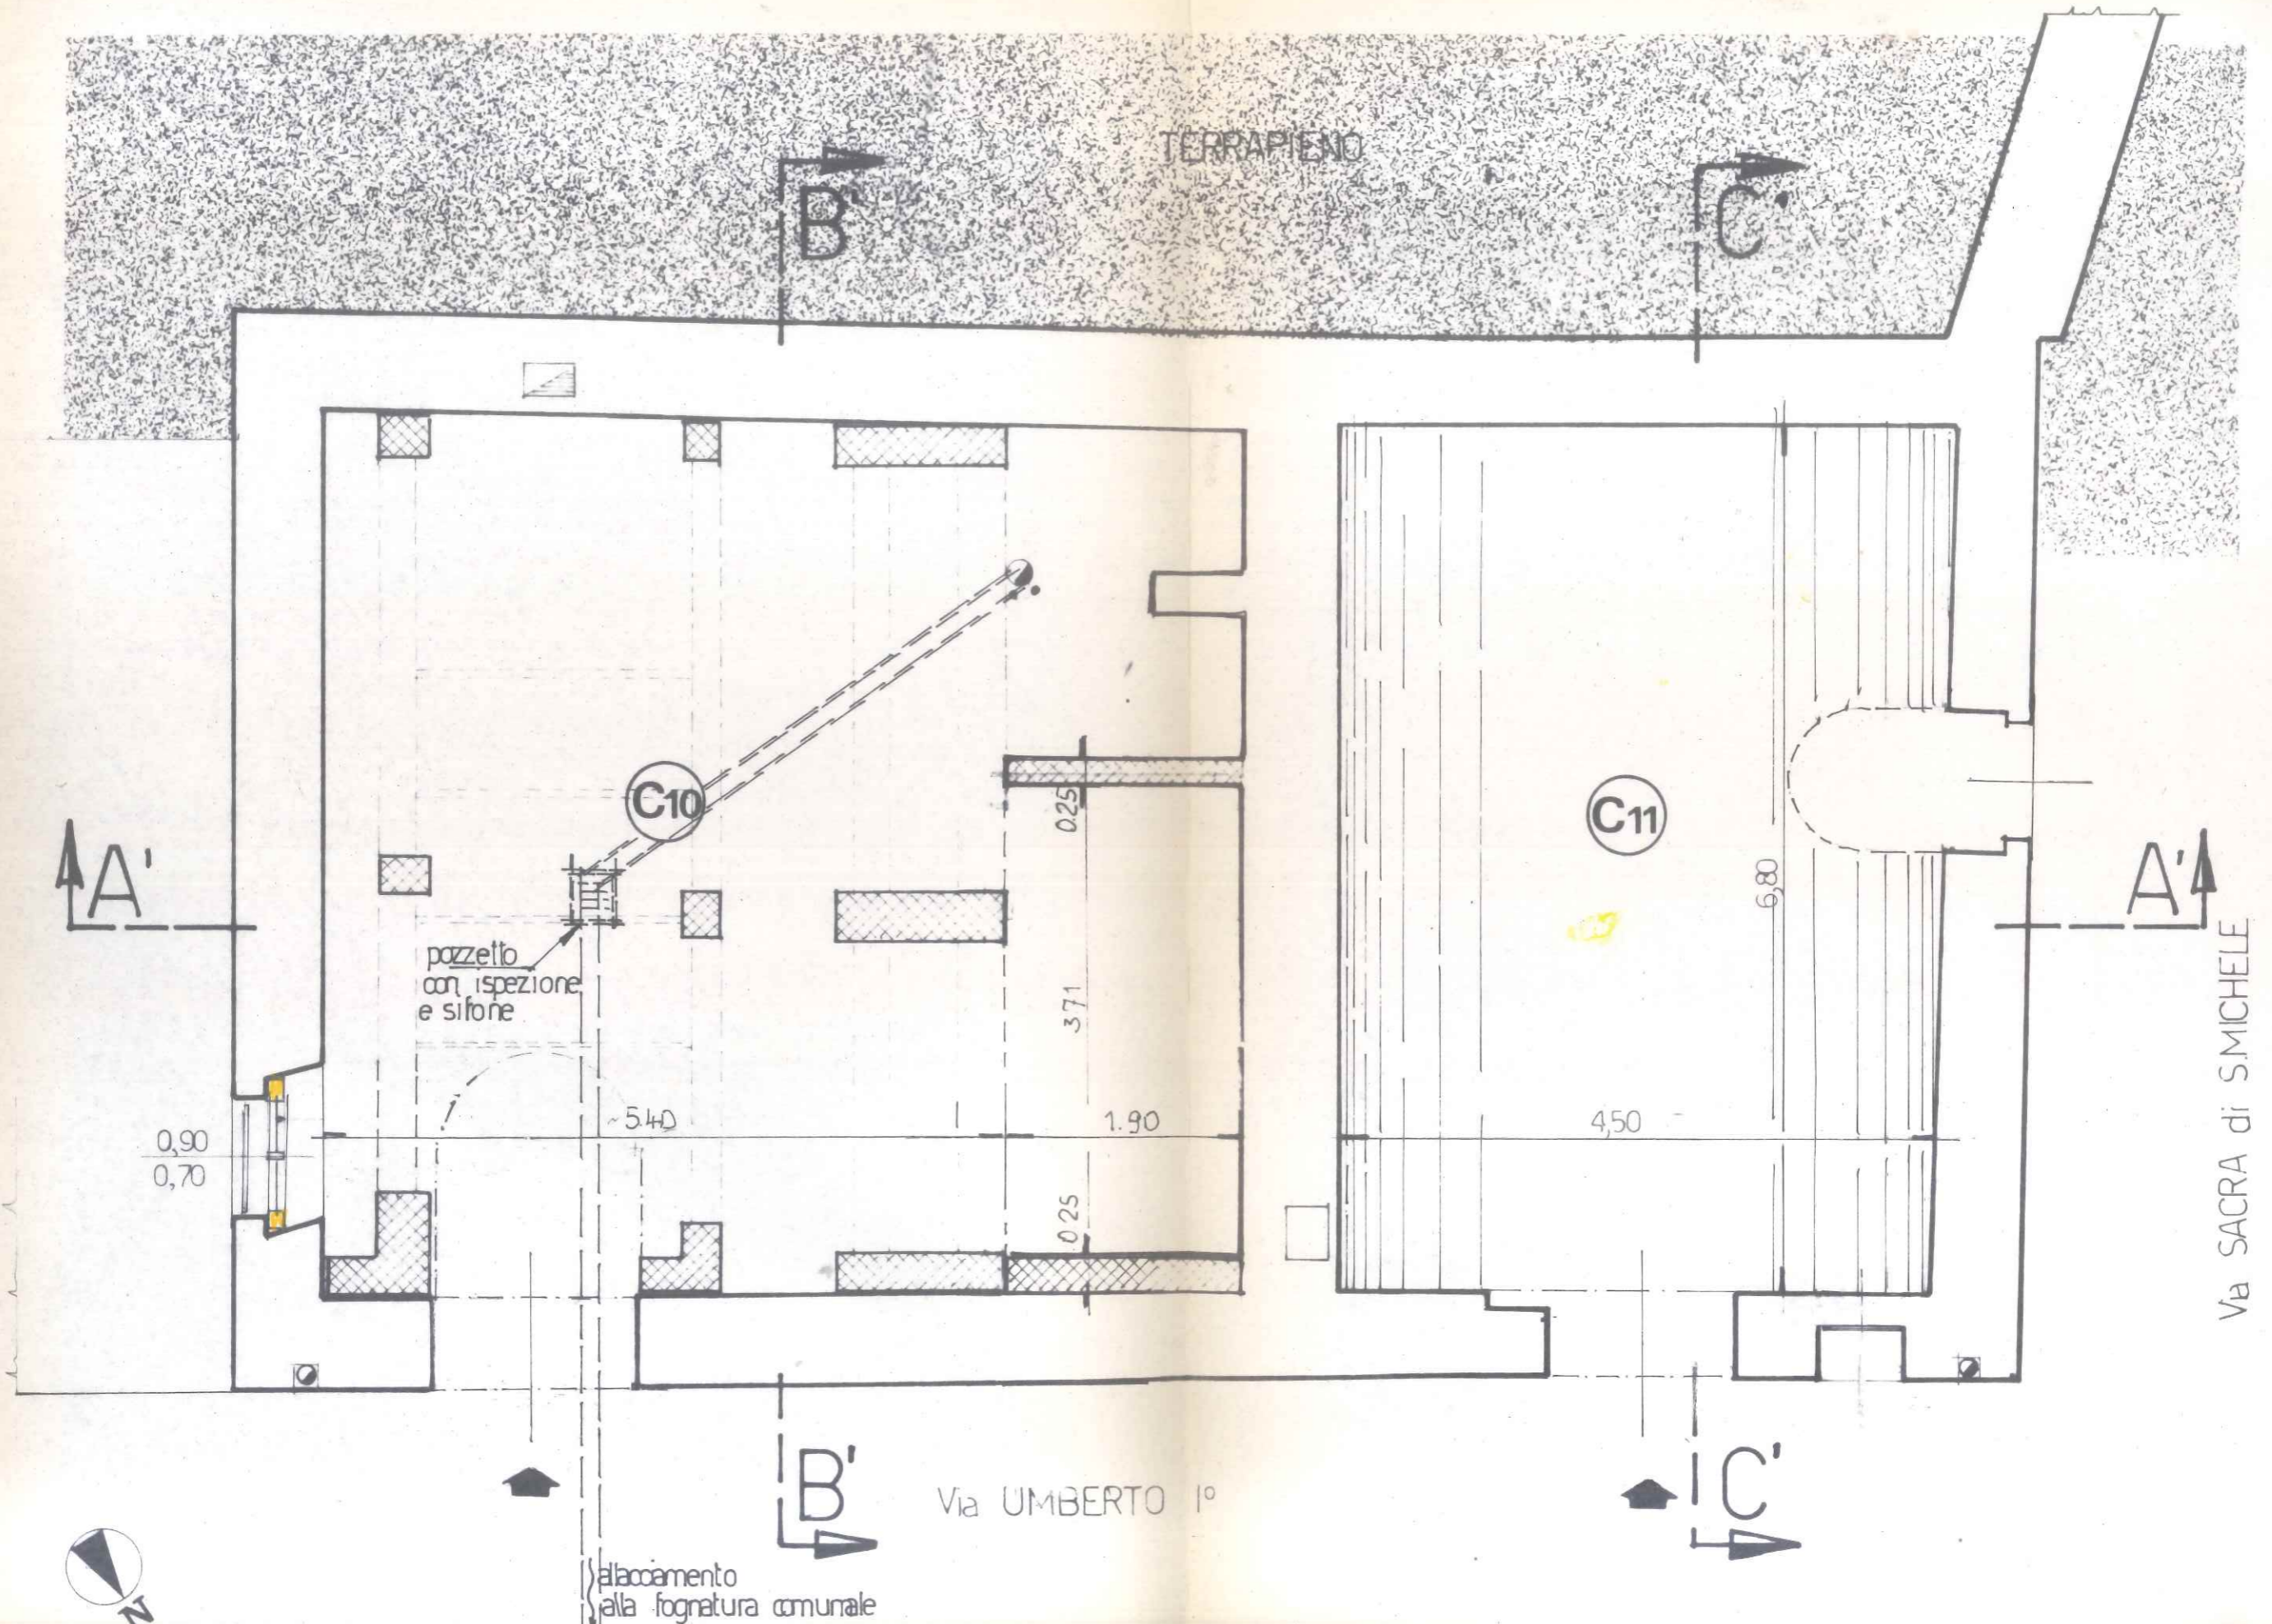 TERRAPIENO
B'
C'
C10
C11
0.25
6,80
A'
A'
pozzetto
con ispezione
e sifone
3.71
Via SACRA di S.MICHELE
~5.40
1.90
4,50
0,90
0,70
0.25
B'
C'
Via UMBERTO I°
N
allacciamento
alla fognatura comunale